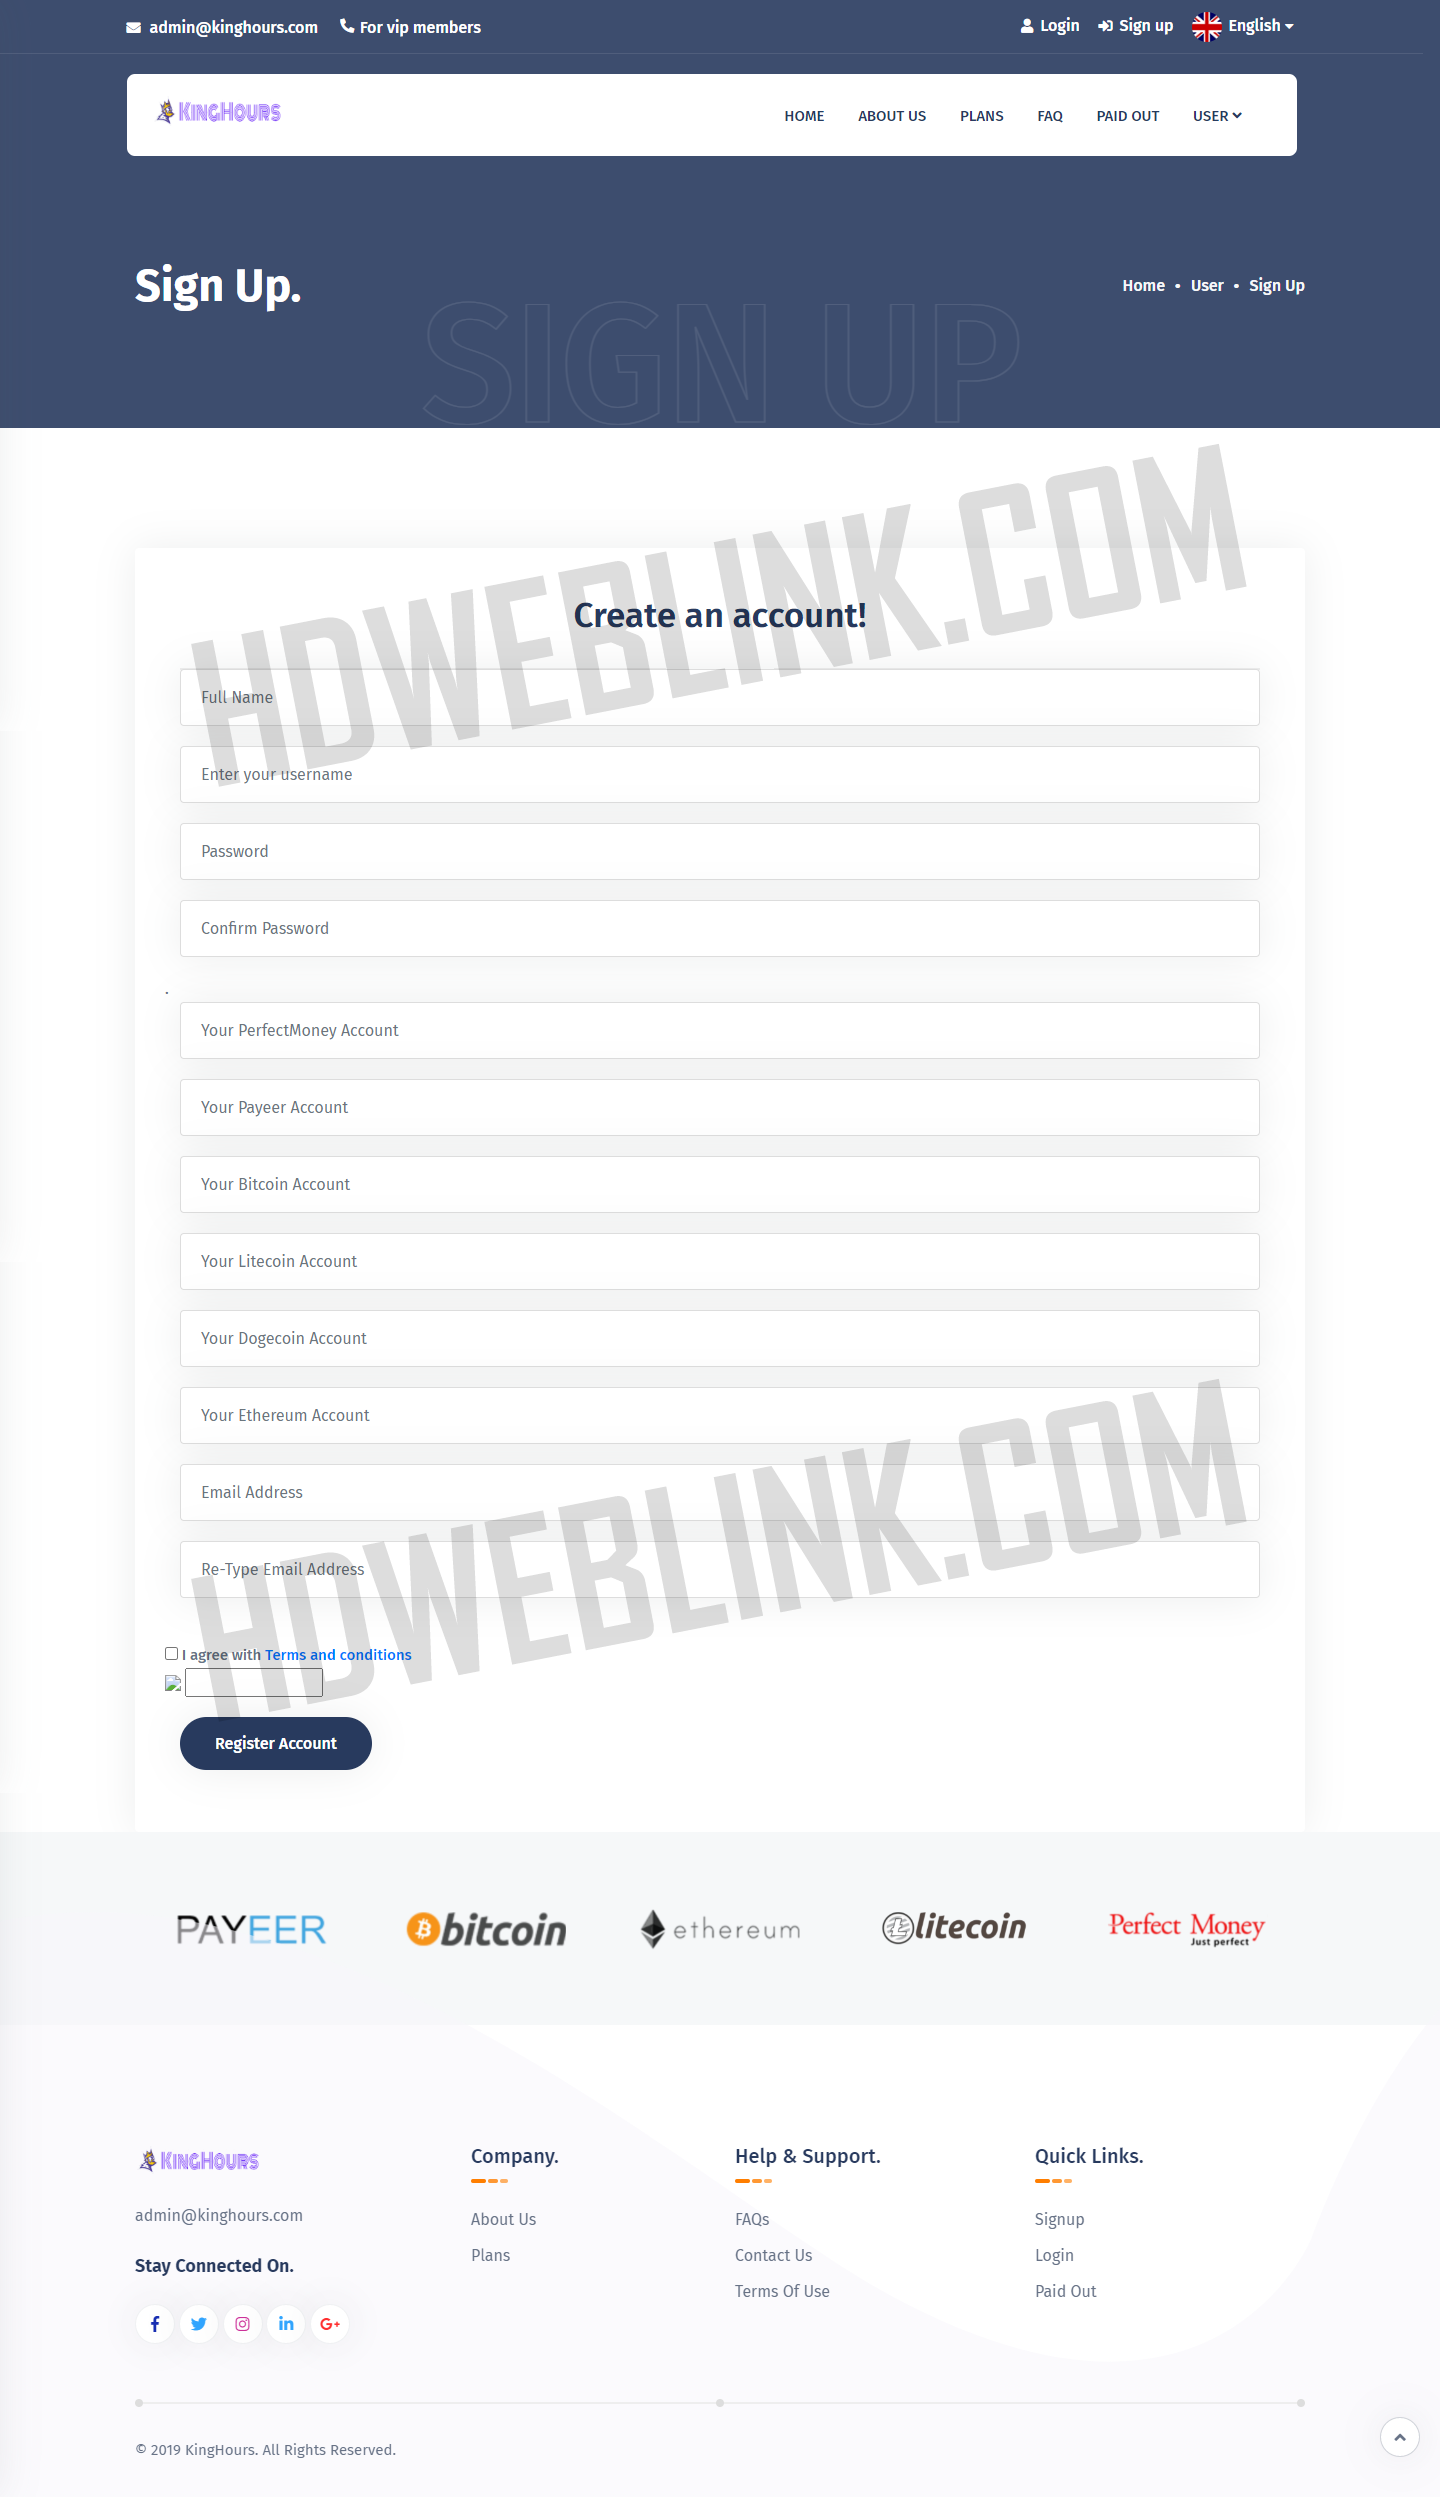 admin@kinghours.com For vip members Login Sign up English
KINGHOURS HOME ABOUT US PLANS FAQ PAID OUT USER
Sign Up. Home • User • Sign Up
SIGN UP
HDWEBLINK.COM
Create an account!
Full Name
Enter your username
Password
Confirm Password
.
Your PerfectMoney Account
Your Payeer Account
Your Bitcoin Account
Your Litecoin Account
Your Dogecoin Account
Your Ethereum Account
HDWEBLINK.COM
Email Address
Re-Type Email Address
I agree with Terms and conditions
Register Account
PAYEER bitcoin ethereum litecoin Perfect Money
Just perfect
KINGHOURS
admin@kinghours.com
Stay Connected On.
Company.
About Us
Plans
Help & Support.
FAQs
Contact Us
Terms Of Use
Quick Links.
Signup
Login
Paid Out
© 2019 KingHours. All Rights Reserved.